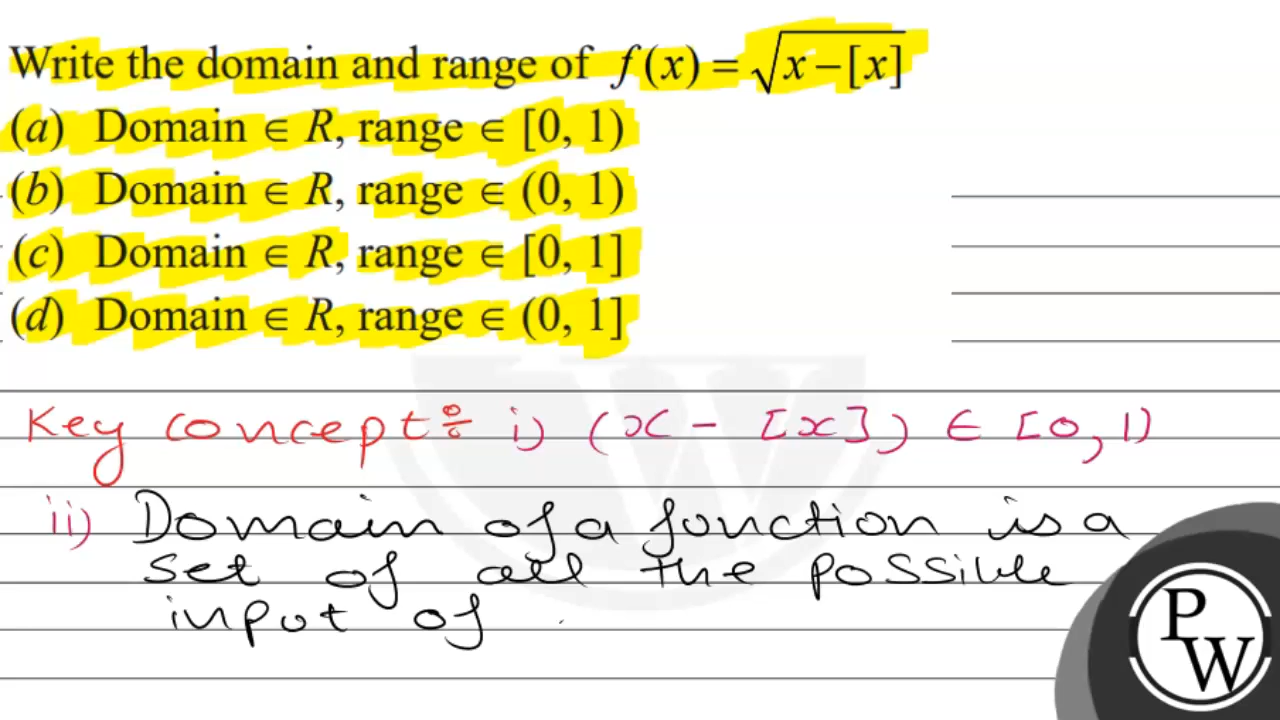 Write the domain and range of f(x) = √x – [x]
(a) Domain ∈ R, range ∈ [0, 1)
(b) Domain ∈ R, range ∈ (0, 1)
(c) Domain ∈ R, range ∈ [0, 1]
(d) Domain ∈ R, range ∈ (0, 1]
Key concept÷ i) (x - [x]) ∈ [0, 1)
ii) Domain of a function is a
set of all the possible
input of
PW